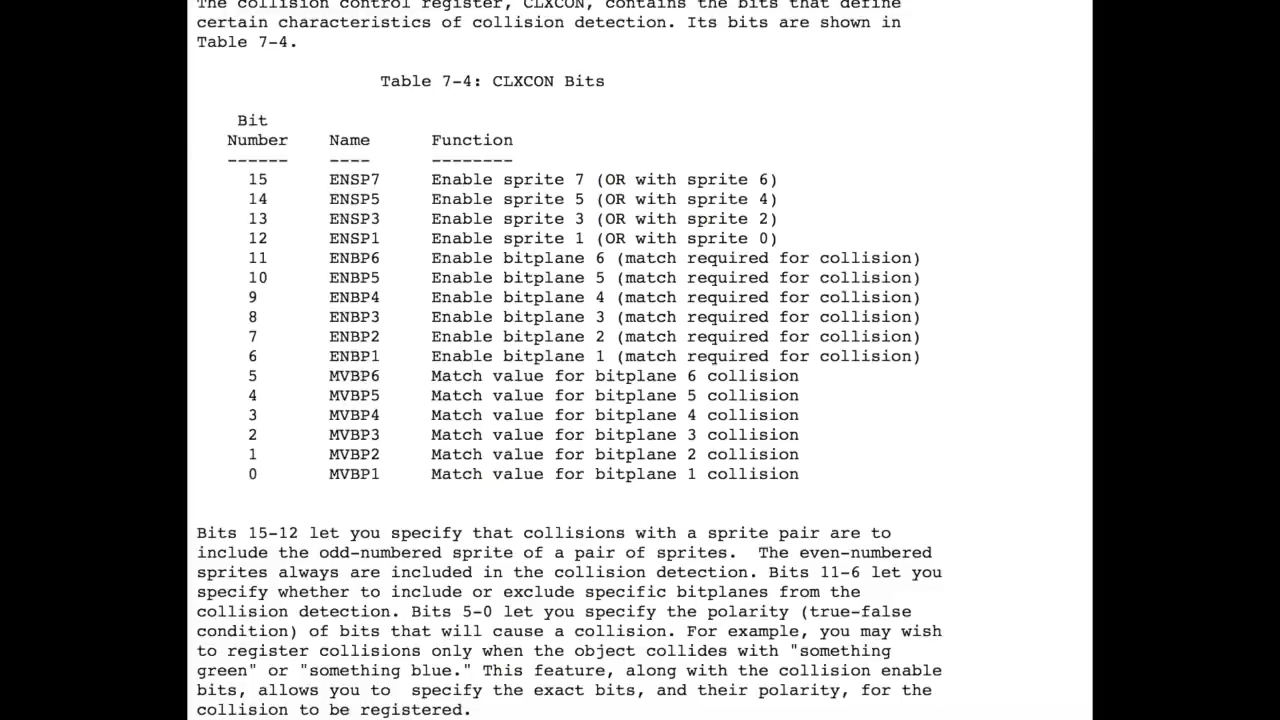 The collision control register, CLXCON, contains the bits that define
certain characteristics of collision detection. Its bits are shown in
Table 7-4.
Table 7-4: CLXCON Bits
Bit
Number Name Function
------ ---- --------
15 ENSP7 Enable sprite 7 (OR with sprite 6)
14 ENSP5 Enable sprite 5 (OR with sprite 4)
13 ENSP3 Enable sprite 3 (OR with sprite 2)
12 ENSP1 Enable sprite 1 (OR with sprite 0)
11 ENBP6 Enable bitplane 6 (match required for collision)
10 ENBP5 Enable bitplane 5 (match required for collision)
9 ENBP4 Enable bitplane 4 (match required for collision)
8 ENBP3 Enable bitplane 3 (match required for collision)
7 ENBP2 Enable bitplane 2 (match required for collision)
6 ENBP1 Enable bitplane 1 (match required for collision)
5 MVBP6 Match value for bitplane 6 collision
4 MVBP5 Match value for bitplane 5 collision
3 MVBP4 Match value for bitplane 4 collision
2 MVBP3 Match value for bitplane 3 collision
1 MVBP2 Match value for bitplane 2 collision
0 MVBP1 Match value for bitplane 1 collision
Bits 15-12 let you specify that collisions with a sprite pair are to
include the odd-numbered sprite of a pair of sprites.  The even-numbered
sprites always are included in the collision detection. Bits 11-6 let you
specify whether to include or exclude specific bitplanes from the
collision detection. Bits 5-0 let you specify the polarity (true-false
condition) of bits that will cause a collision. For example, you may wish
to register collisions only when the object collides with "something
green" or "something blue." This feature, along with the collision enable
bits, allows you to  specify the exact bits, and their polarity, for the
collision to be registered.